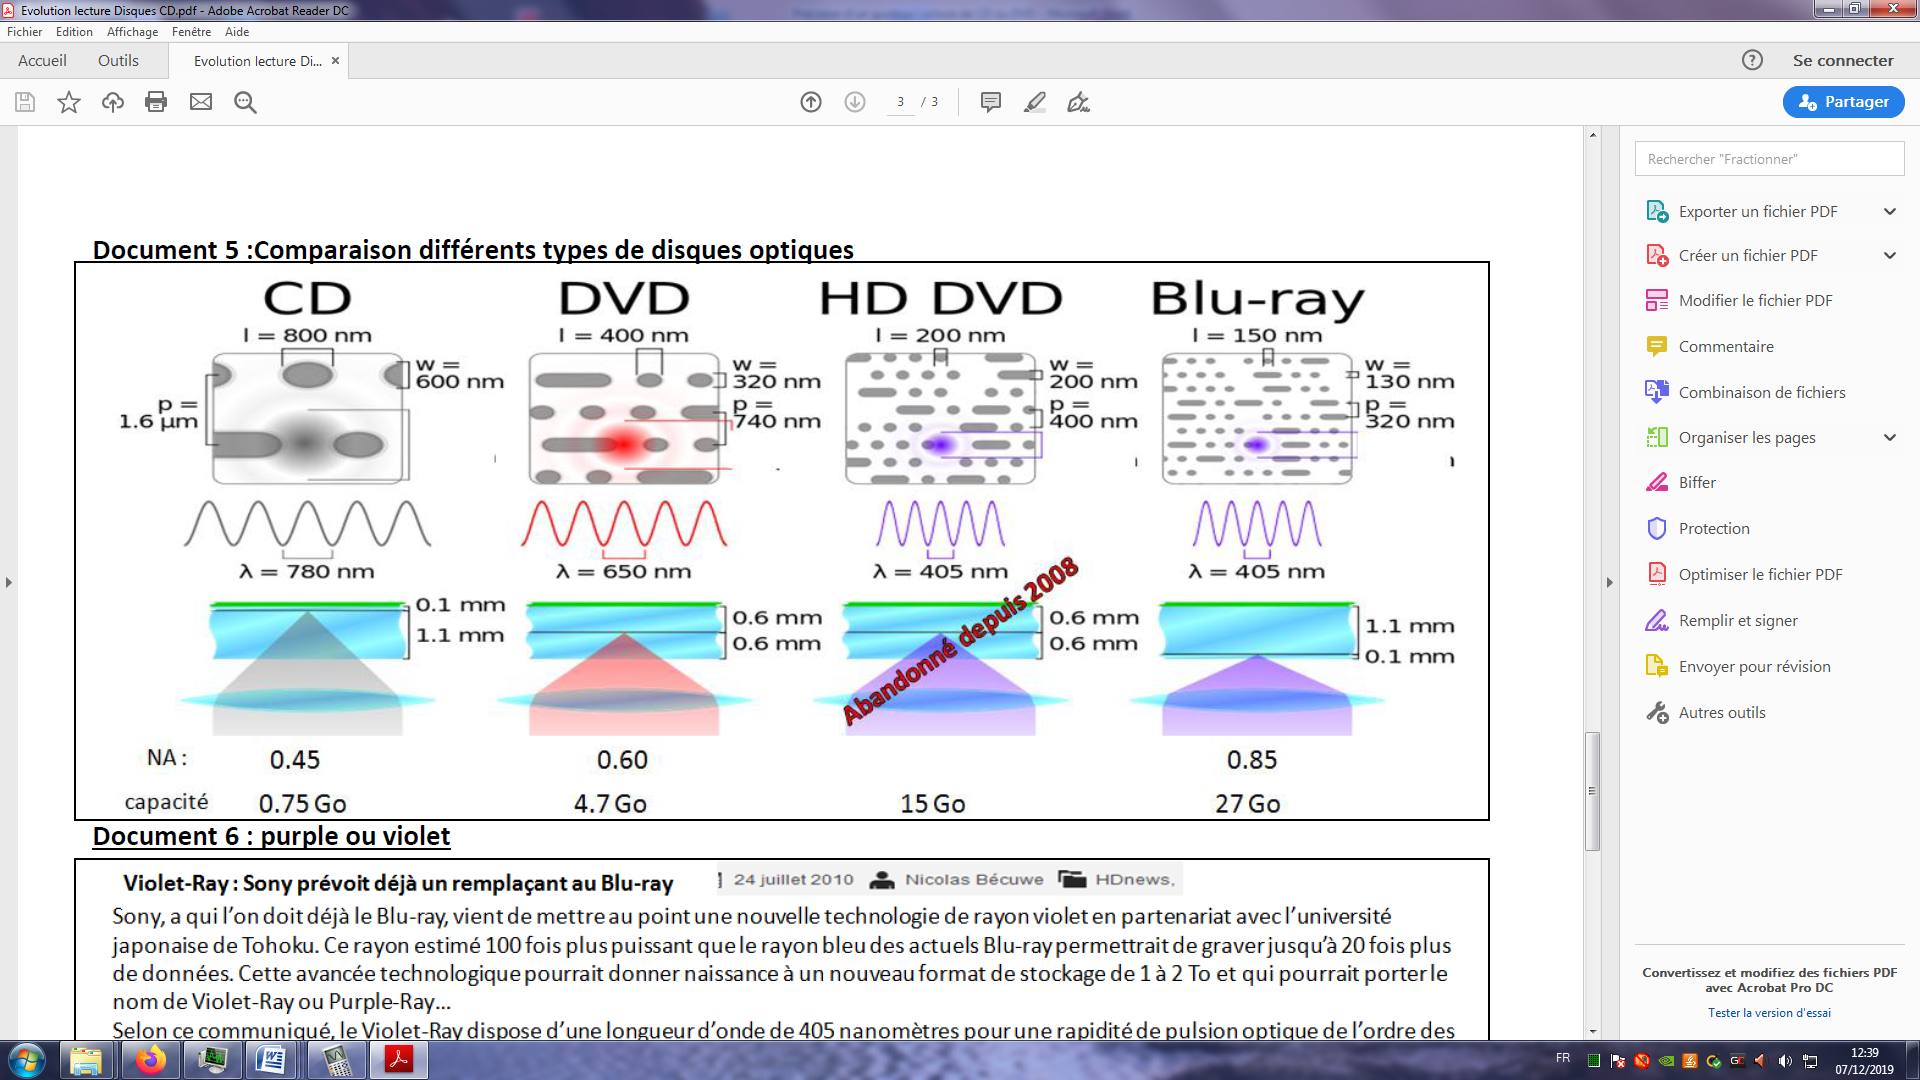 Evolution lecture Disques CD.pdf - Adobe Acrobat Reader DC
Fichier Edition Affichage Fenêtre Aide
Accueil Outils Evolution lecture Di... × ? Se connecter
3 / 3 Partager
Document 5 :Comparaison différents types de disques optiques
CD DVD HD DVD Blu-ray
l = 800 nm l = 400 nm l = 200 nm l = 150 nm
w = w = w = w =
600 nm 320 nm 200 nm 130 nm
p = p = p = p =
1.6 µm 740 nm 400 nm 320 nm
λ = 780 nm λ = 650 nm λ = 405 nm λ = 405 nm
Abandonné depuis 2008
0.1 mm 0.6 mm 0.6 mm 1.1 mm
1.1 mm 0.6 mm 0.6 mm 0.1 mm
NA : 0.45 0.60 0.85
capacité 0.75 Go 4.7 Go 15 Go 27 Go
Document 6 : purple ou violet
Violet-Ray : Sony prévoit déjà un remplaçant au Blu-ray 24 juillet 2010 Nicolas Bécuwe HDnews,
Sony, a qui l’on doit déjà le Blu-ray, vient de mettre au point une nouvelle technologie de rayon violet en partenariat avec l’université
japonaise de Tohoku. Ce rayon estimé 100 fois plus puissant que le rayon bleu des actuels Blu-ray permettrait de graver jusqu’à 20 fois plus
de données. Cette avancée technologique pourrait donner naissance à un nouveau format de stockage de 1 à 2 To et qui pourrait porter le
nom de Violet-Ray ou Purple-Ray...
Selon ce communiqué, le Violet-Ray dispose d’une longueur d’onde de 405 nanomètres pour une rapidité de pulsion optique de l’ordre des
Rechercher "Fractionner"
Exporter un fichier PDF
Créer un fichier PDF
Modifier le fichier PDF
Commentaire
Combinaison de fichiers
Organiser les pages
Biffer
Protection
Optimiser le fichier PDF
Remplir et signer
Envoyer pour révision
Autres outils
Convertissez et modifiez des fichiers PDF
avec Acrobat Pro DC
Tester la version d'essai
FR
12:39
07/12/2019